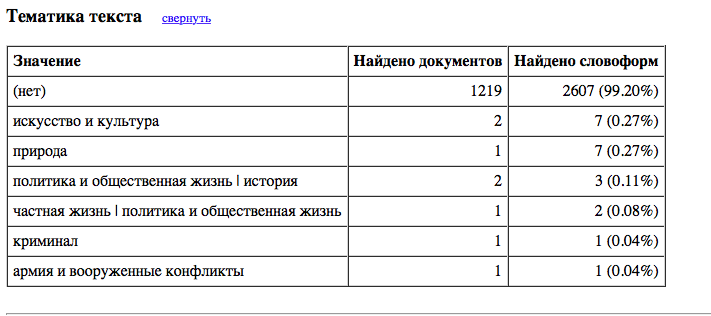 Тематика текста свернуть
Значение Найдено документов Найдено словоформ
(нет) 1219 2607 (99.20%)
искусство и культура 2 7 (0.27%)
природа 1 7 (0.27%)
политика и общественная жизнь | история 2 3 (0.11%)
частная жизнь | политика и общественная жизнь 1 2 (0.08%)
криминал 1 1 (0.04%)
армия и вооруженные конфликты 1 1 (0.04%)